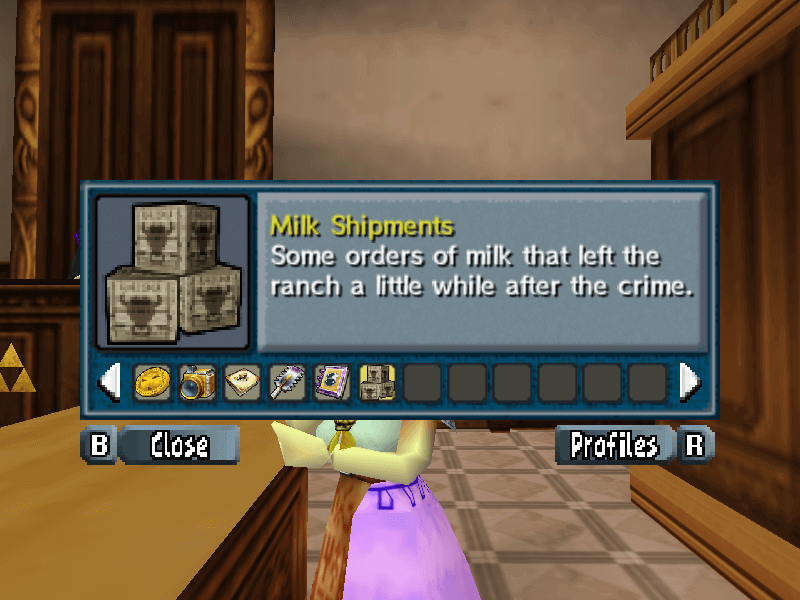 Milk Shipments
Some orders of milk that left the
ranch a little while after the crime.
B Close
Profiles R